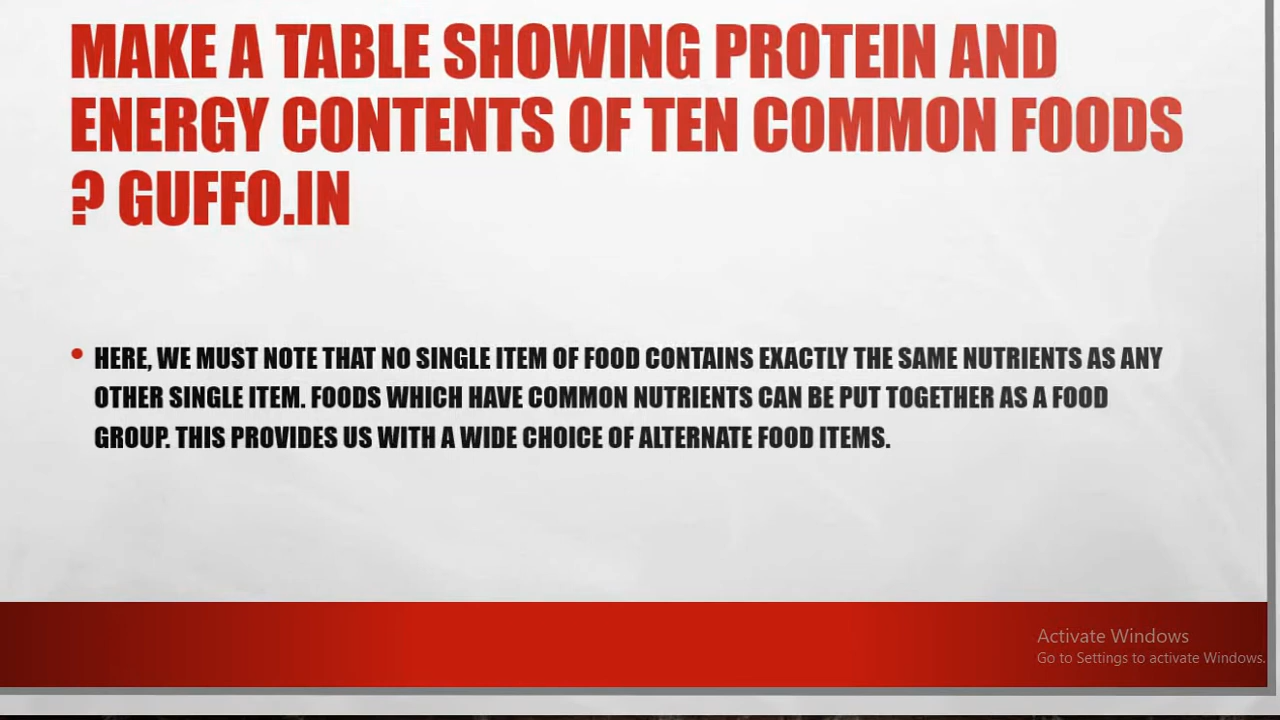 MAKE A TABLE SHOWING PROTEIN AND
ENERGY CONTENTS OF TEN COMMON FOODS
? GUFFO.IN
• HERE, WE MUST NOTE THAT NO SINGLE ITEM OF FOOD CONTAINS EXACTLY THE SAME NUTRIENTS AS ANY
OTHER SINGLE ITEM. FOODS WHICH HAVE COMMON NUTRIENTS CAN BE PUT TOGETHER AS A FOOD
GROUP. THIS PROVIDES US WITH A WIDE CHOICE OF ALTERNATE FOOD ITEMS.
Activate Windows
Go to Settings to activate Windows.